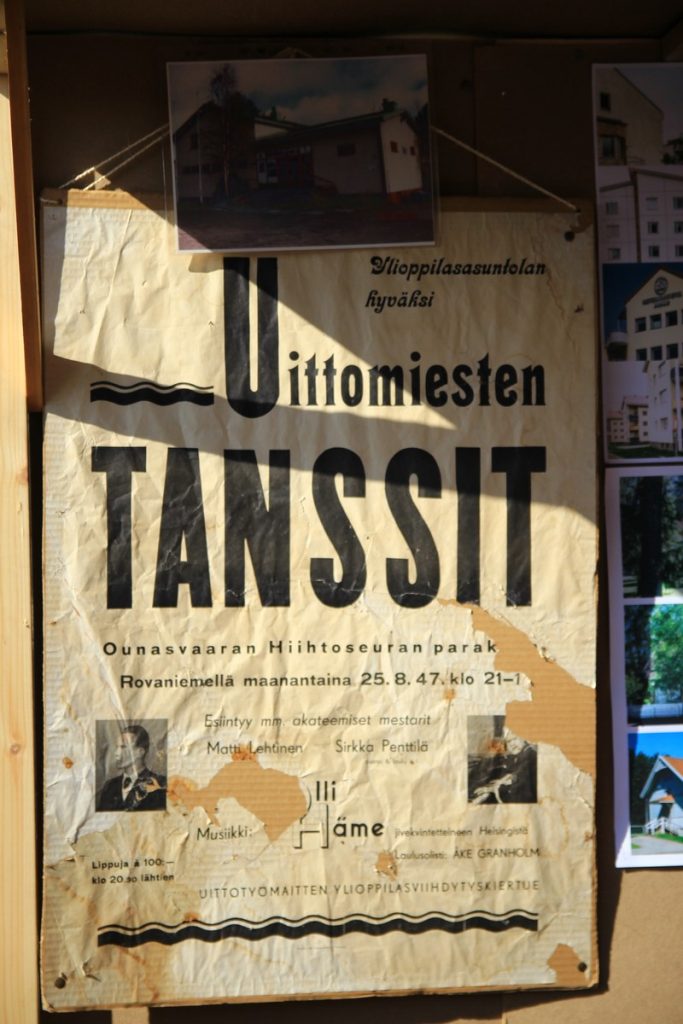 Ylioppilasasuntolan
hyväksi
Uittomiesten
TANSSIT
Ounasvaaran Hiihtoseuran parak
Rovaniemellä maanantaina 25.8.47. klo 21–1
Esiintyy mm. akateemiset mestarit
Matti Lehtinen Sirkka Penttilä
Musiikki: Olli Häme jivekvintetteineen Helsingistä
Laulusolisti: ÅKE GRANHOLM
Lippuja à 100:–
klo 20.30 lähtien
UITTOTYÖMAITTEN YLIOPPILASVIIHDYTYSKIERTUE